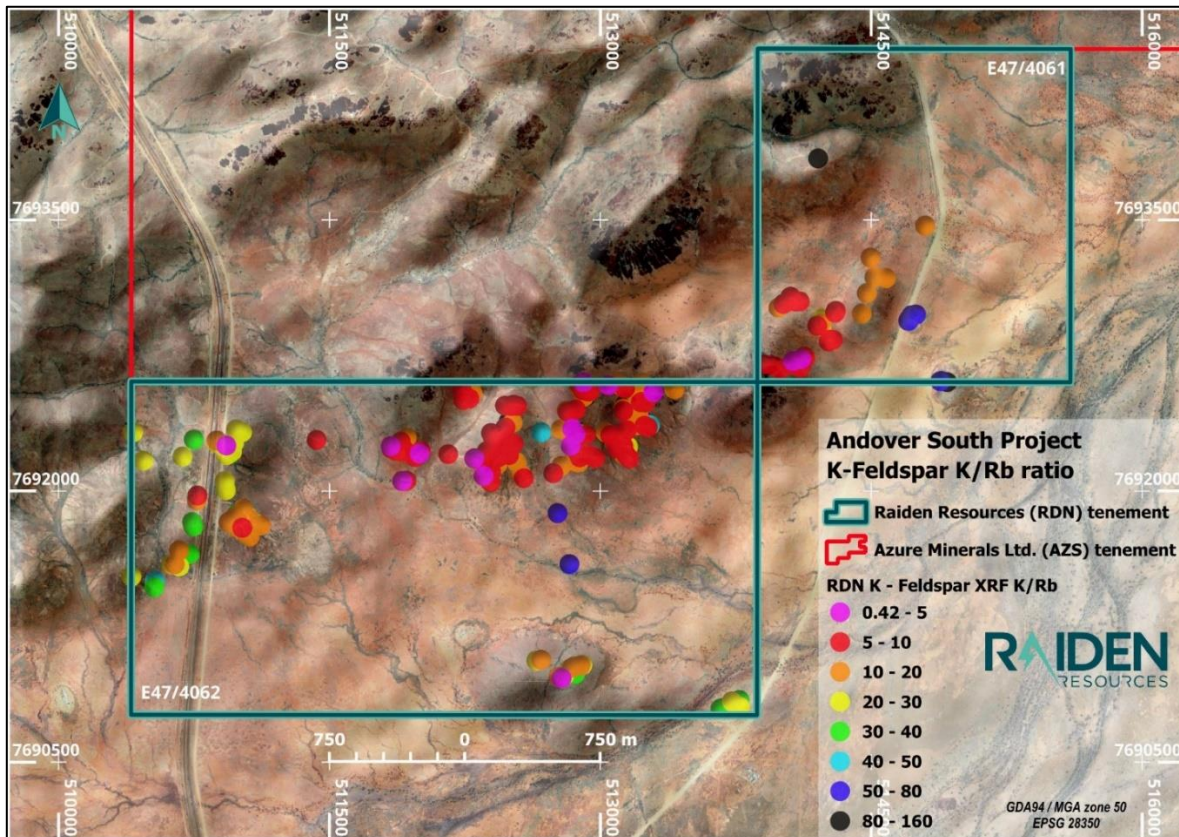 510000
511500
513000
514500
516000
E47/4061
N
7693500
7693500
7692000
Andover South Project
K-Feldspar K/Rb ratio
Raiden Resources (RDN) tenement
Azure Minerals Ltd. (AZS) tenement
RDN K - Feldspar XRF K/Rb
0.42 - 5
5 - 10
10 - 20
20 - 30
30 - 40
40 - 50
50 - 80
80 - 160
RAIDEN
RESOURCES
E47/4062
750
0
750 m
7690500
7690500
GDA94 / MGA zone 50
EPSG 28350
510000
511500
513000
514500
516000